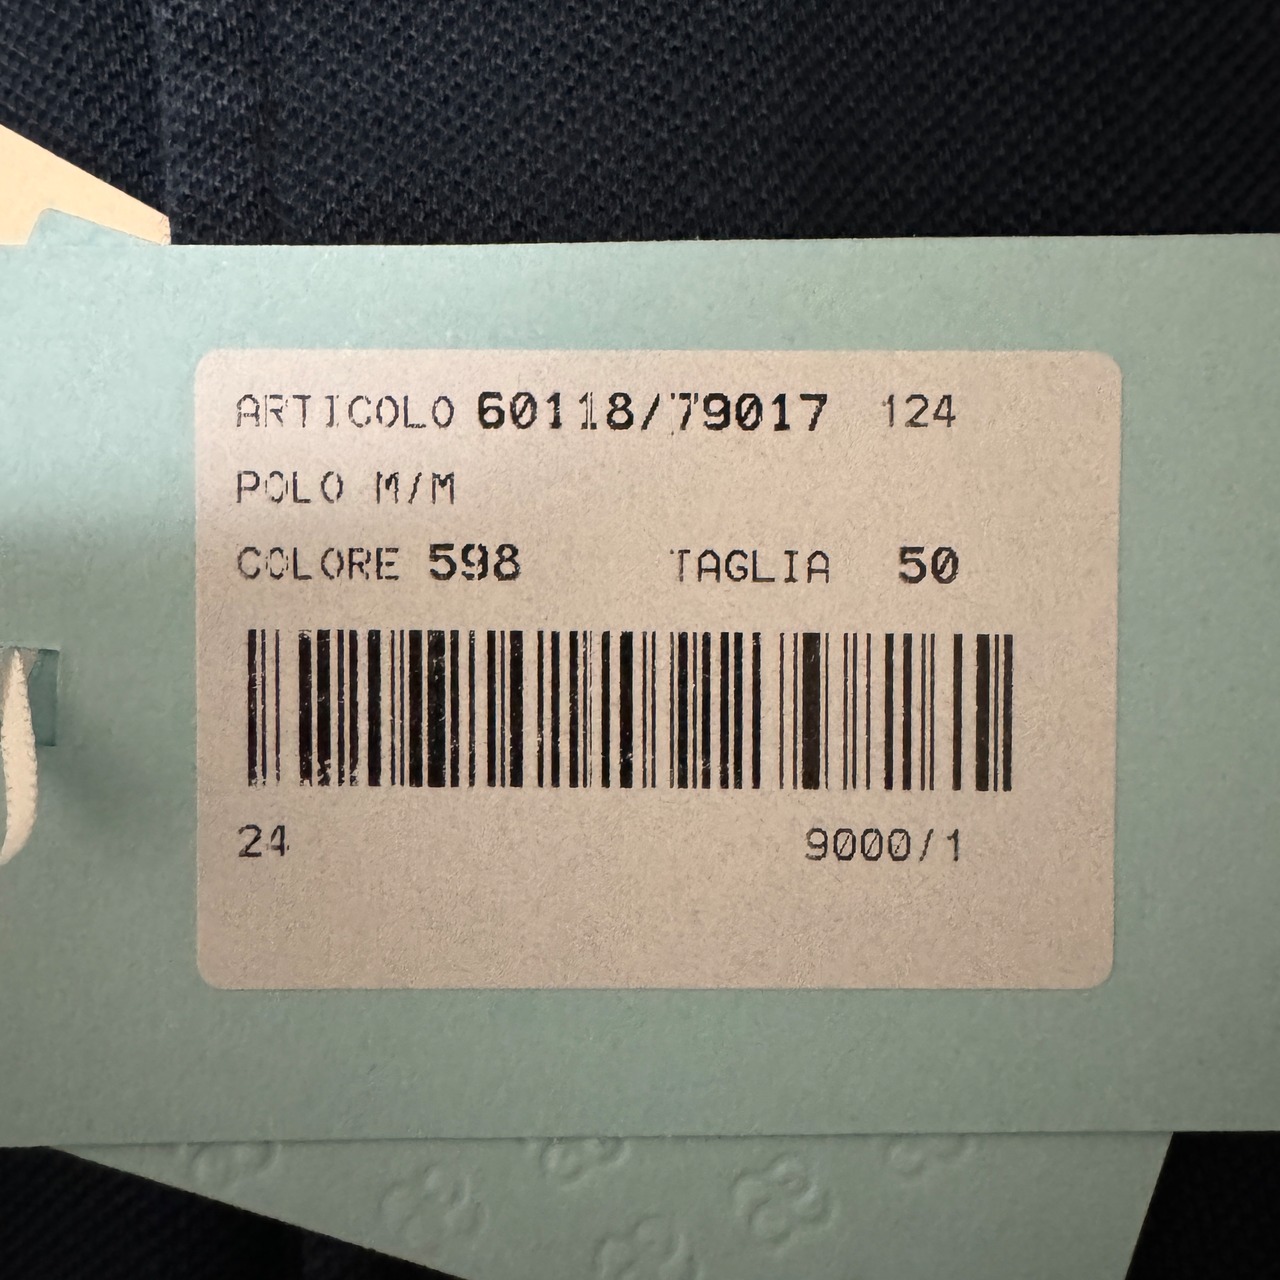 ARTICOLO 60118/79017 124
POLO M/M
COLORE 598 TAGLIA 50
24 9000/1